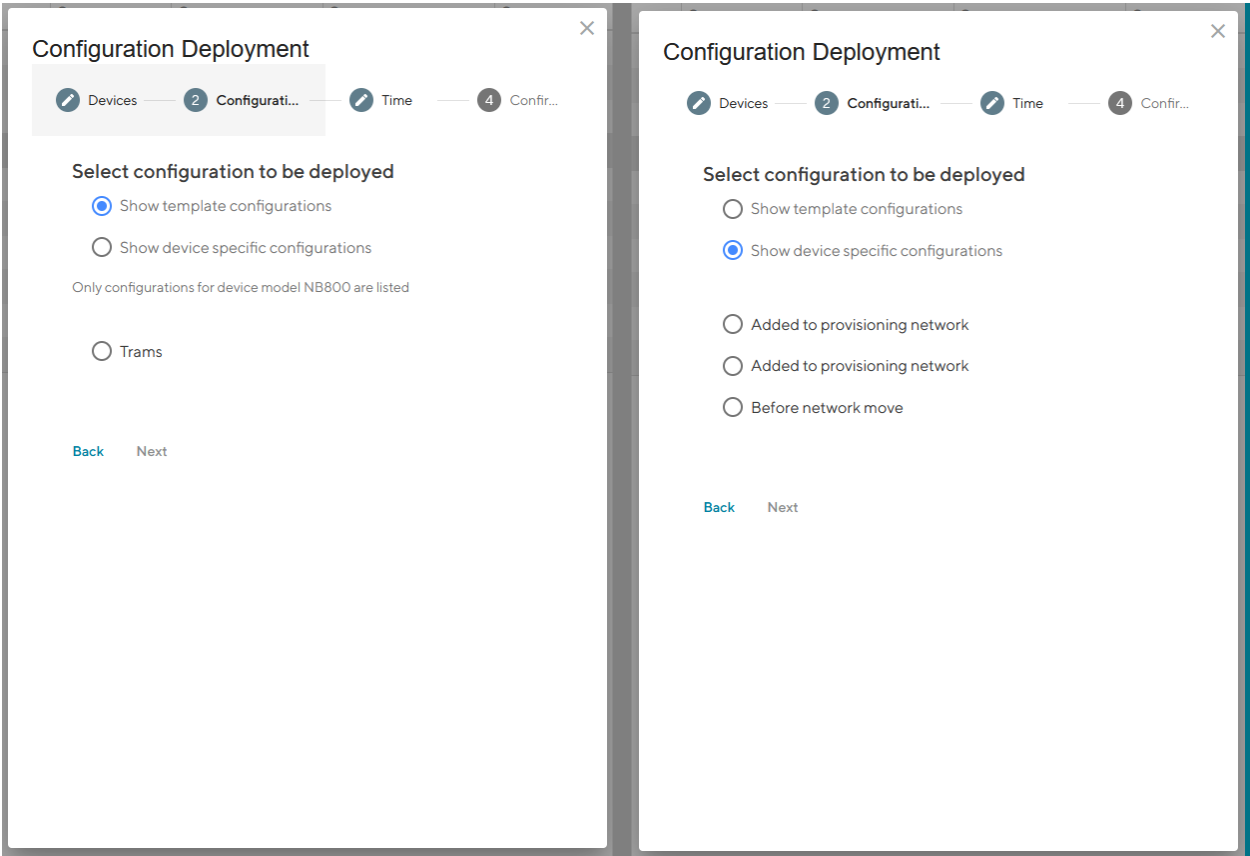 Configuration Deployment
Devices 2 Configurati... Time 4 Confir...
Select configuration to be deployed
Show template configurations
Show device specific configurations
Only configurations for device model NB800 are listed
Trams
Back Next
Configuration Deployment
Devices 2 Configurati... Time 4 Confir...
Select configuration to be deployed
Show template configurations
Show device specific configurations
Added to provisioning network
Added to provisioning network
Before network move
Back Next